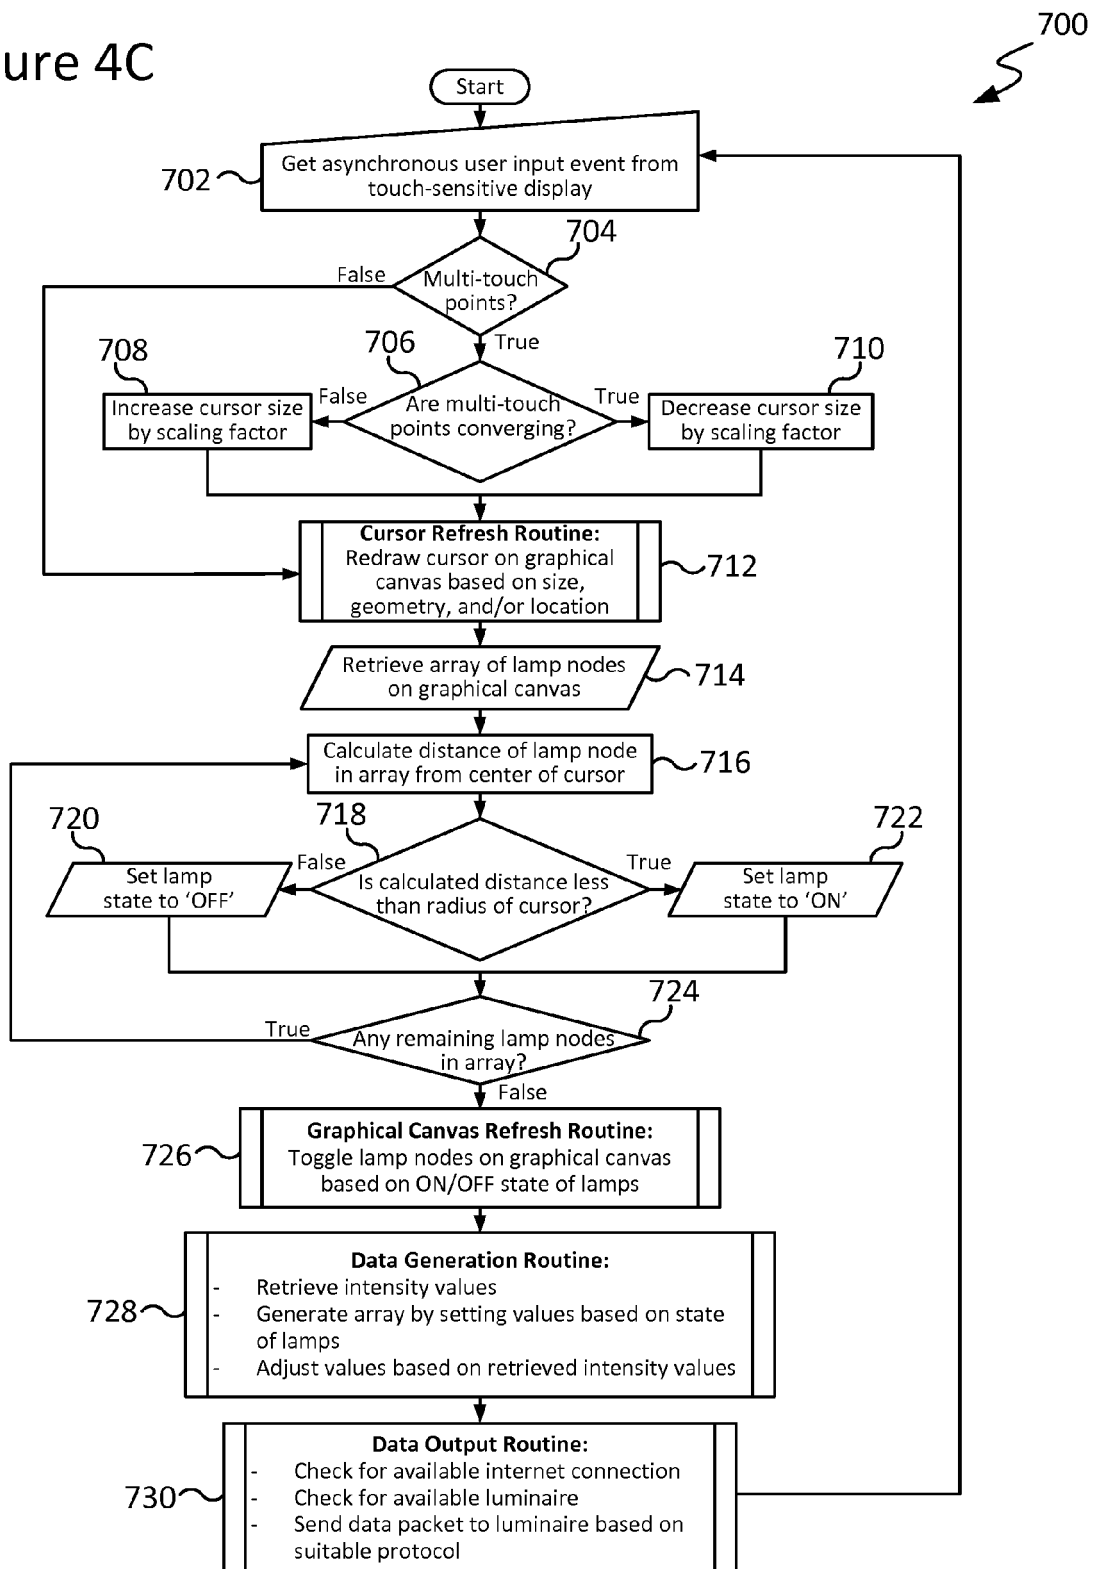 ure 4C
700
Start
702
Get asynchronous user input event from
touch-sensitive display
704
False
Multi-touch
points?
True
706
708
710
False
True
Increase cursor size
by scaling factor
Are multi-touch
points converging?
Decrease cursor size
by scaling factor
Cursor Refresh Routine:
Redraw cursor on graphical
canvas based on size,
geometry, and/or location
712
Retrieve array of lamp nodes
on graphical canvas
714
Calculate distance of lamp node
in array from center of cursor
716
718
720
722
False
True
Set lamp
state to ‘OFF’
Is calculated distance less
than radius of cursor?
Set lamp
state to ‘ON’
724
True
Any remaining lamp nodes
in array?
False
726
Graphical Canvas Refresh Routine:
Toggle lamp nodes on graphical canvas
based on ON/OFF state of lamps
728
Data Generation Routine:
- Retrieve intensity values
- Generate array by setting values based on state
of lamps
- Adjust values based on retrieved intensity values
730
Data Output Routine:
- Check for available internet connection
- Check for available luminaire
- Send data packet to luminaire based on
suitable protocol